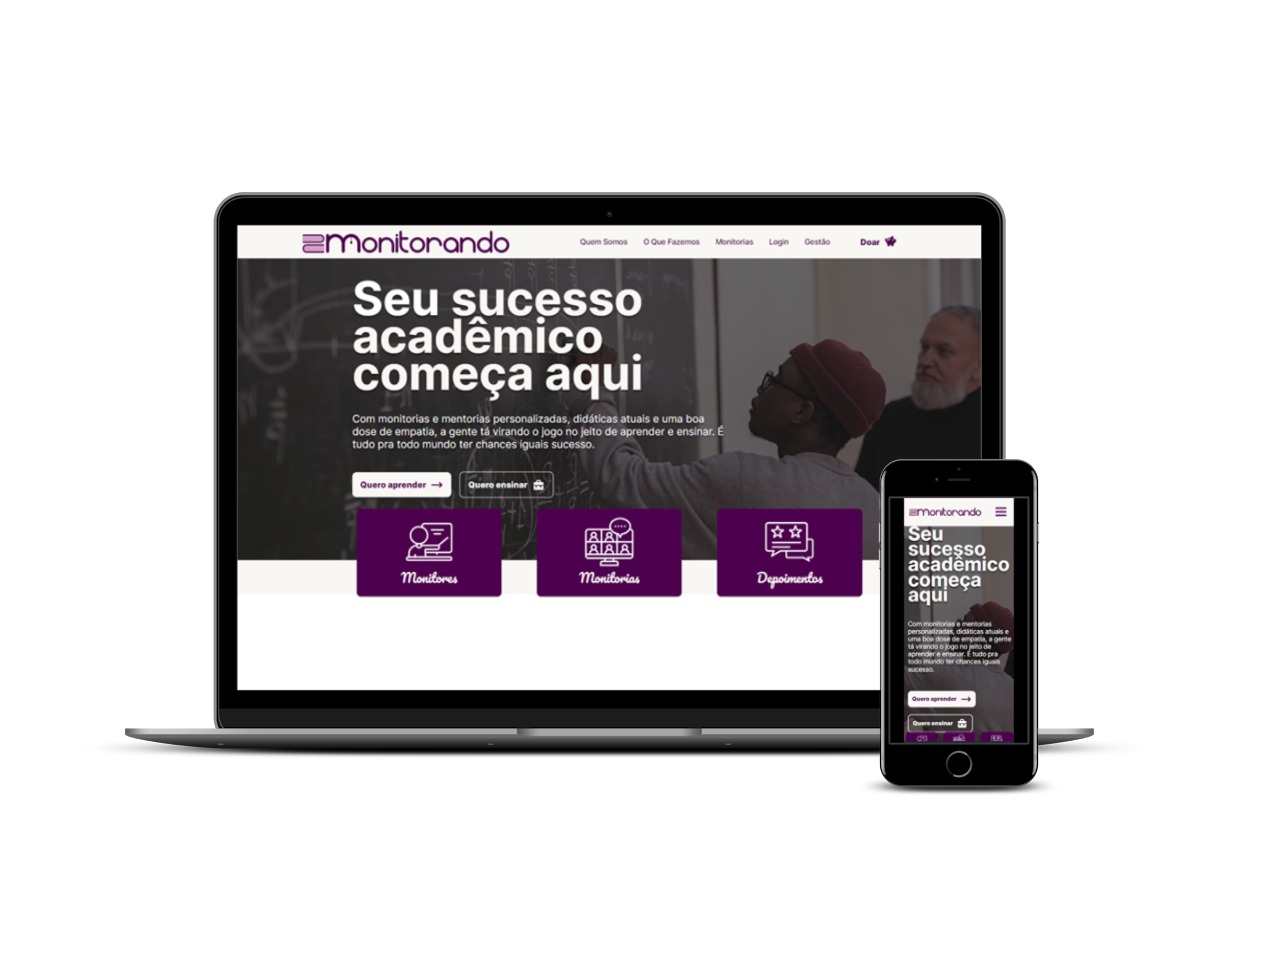 monitorando
Quem Somos O Que Fazemos Monitorias Login Gestão Doar
Seu sucesso
acadêmico
começa aqui
Com monitorias e mentorias personalizadas, didáticas atuais e uma boa
dose de empatia, a gente tá virando o jogo no jeito de aprender e ensinar. É
tudo pra todo mundo ter chances iguais sucesso.
Quero aprender Quero ensinar
Monitores Monitorias Depoimentos
monitorando
Seu
sucesso
acadêmico
começa
aqui
Com monitorias e mentorias
personalizadas, didáticas atuais e
uma boa dose de empatia, a gente
tá virando o jogo no jeito de
aprender e ensinar. É tudo pra
todo mundo ter chances iguais
sucesso.
Quero aprender
Quero ensinar